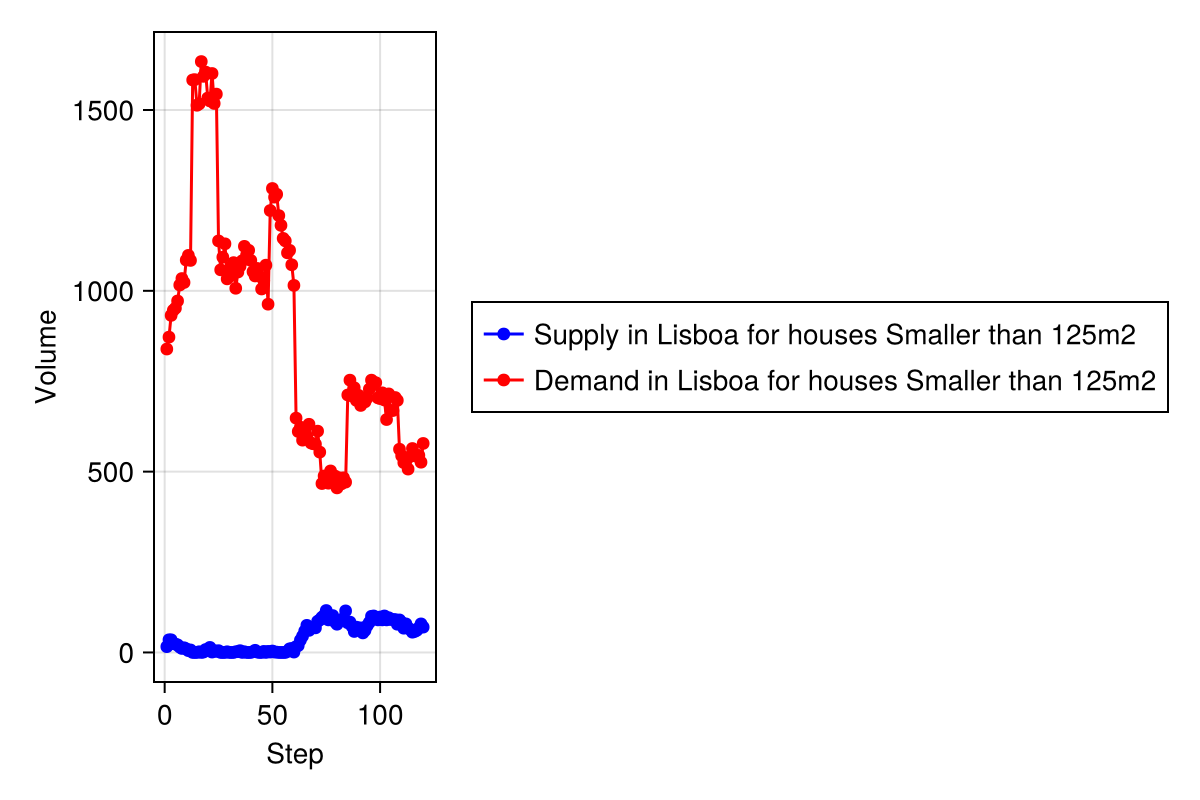 1500
1000
500
0
Volume
0 50 100
Step
Supply in Lisboa for houses Smaller than 125m2
Demand in Lisboa for houses Smaller than 125m2